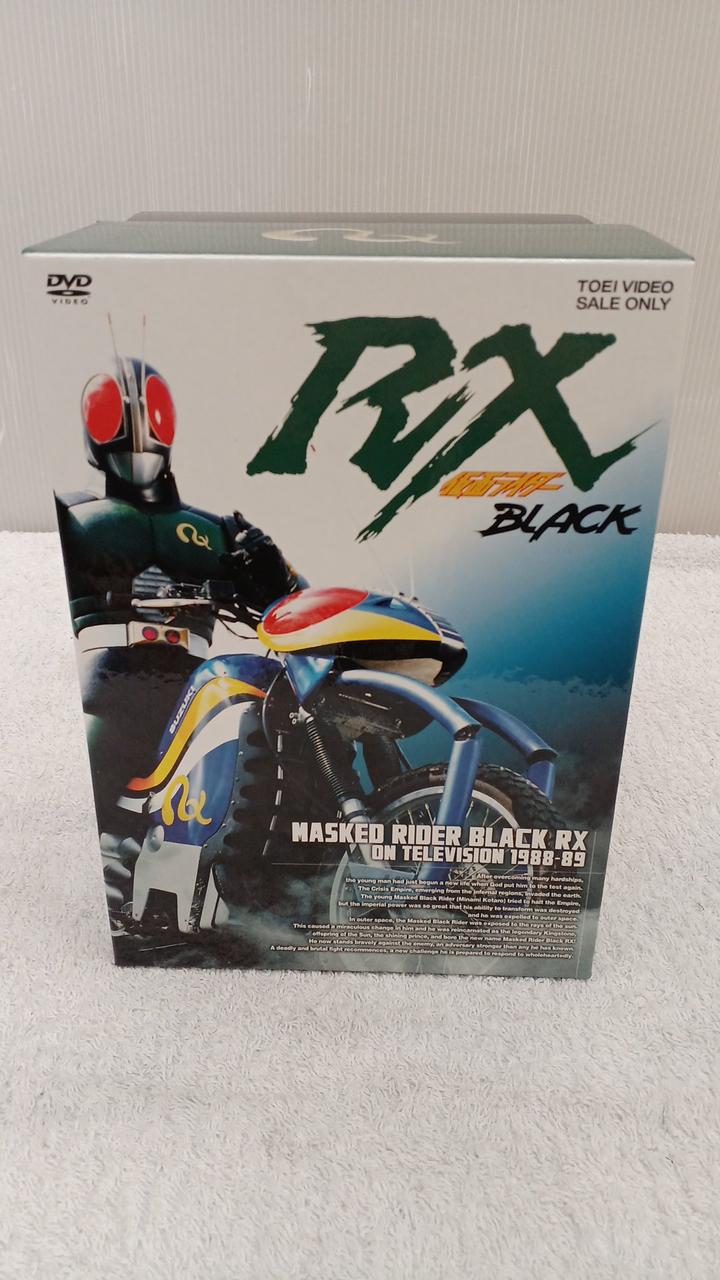 DVD
VIDEO
TOEI VIDEO
SALE ONLY
RX
仮面ライダー
BLACK
SUZUKI
MASKED RIDER BLACK RX
ON TELEVISION 1988-89
After overcoming many hardships,
the young man had just begun a new life when God put him to the test again.
The Crisis Empire, emerging from the infernal regions, invaded the earth.
The young Masked Black Rider (Minami Kotaro) tried to halt the Empire,
but the imperial power was so great that his ability to transform was destroyed
and he was expelled to outer space.
In outer space, the Masked Black Rider was exposed to the rays of the sun.
This caused a miraculous change in him and he was reincarnated as the legendary Kingstone,
offspring of the Sun, the shining prince, and bore the new name Masked Rider Black RX!
He now stands bravely against the enemy, an adversary stronger than any he has known.
A deadly and brutal fight recommences, a new challenge he is prepared to respond to wholeheartedly.